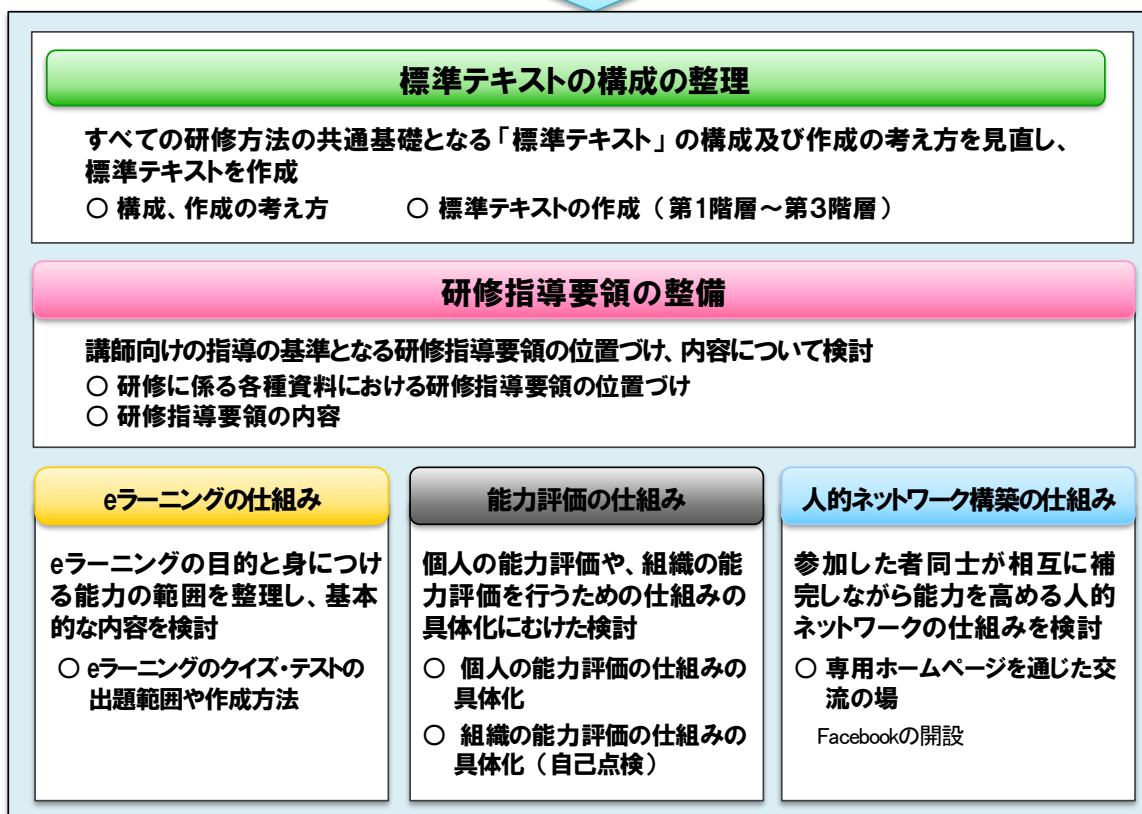 標準テキストの構成の整理
すべての研修方法の共通基礎となる「標準テキスト」の構成及び作成の考え方を見直し、
標準テキストを作成
○ 構成、作成の考え方　　○ 標準テキストの作成（第1階層～第3階層）
研修指導要領の整備
講師向けの指導の基準となる研修指導要領の位置づけ、内容について検討
○ 研修に係る各種資料における研修指導要領の位置づけ
○ 研修指導要領の内容
eラーニングの仕組み
eラーニングの目的と身につけ
る能力の範囲を整理し、基本
的な内容を検討
○ eラーニングのクイズ・テストの
出題範囲や作成方法
能力評価の仕組み
個人の能力評価や、組織の能
力評価を行うための仕組みの
具体化にむけた検討
○ 個人の能力評価の仕組みの
具体化
○ 組織の能力評価の仕組みの
具体化（自己点検）
人的ネットワーク構築の仕組み
参加した者同士が相互に補
完しながら能力を高める人的
ネットワークの仕組みを検討
○ 専用ホームページを通じた交
流の場
Facebookの開設